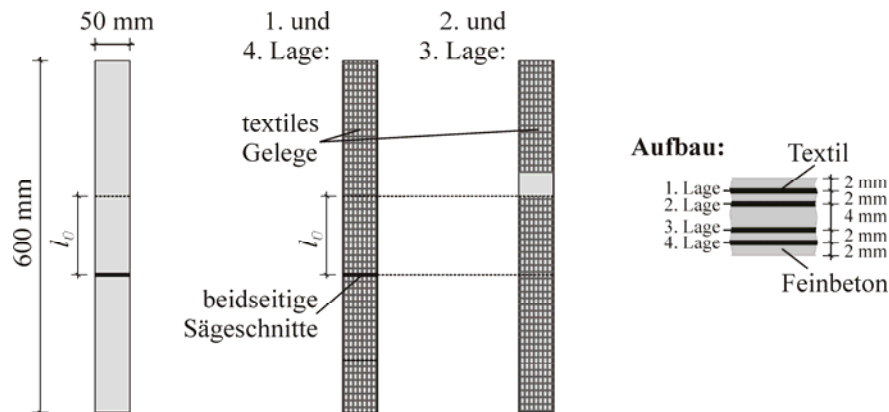 50 mm
1. und
4. Lage:
2. und
3. Lage:
600 mm
l0
textiles
Gelege
l0
beidseitige
Sägeschnitte
Aufbau:
Textil
1. Lage
2. Lage
3. Lage
4. Lage
2 mm
2 mm
4 mm
2 mm
2 mm
Feinbeton